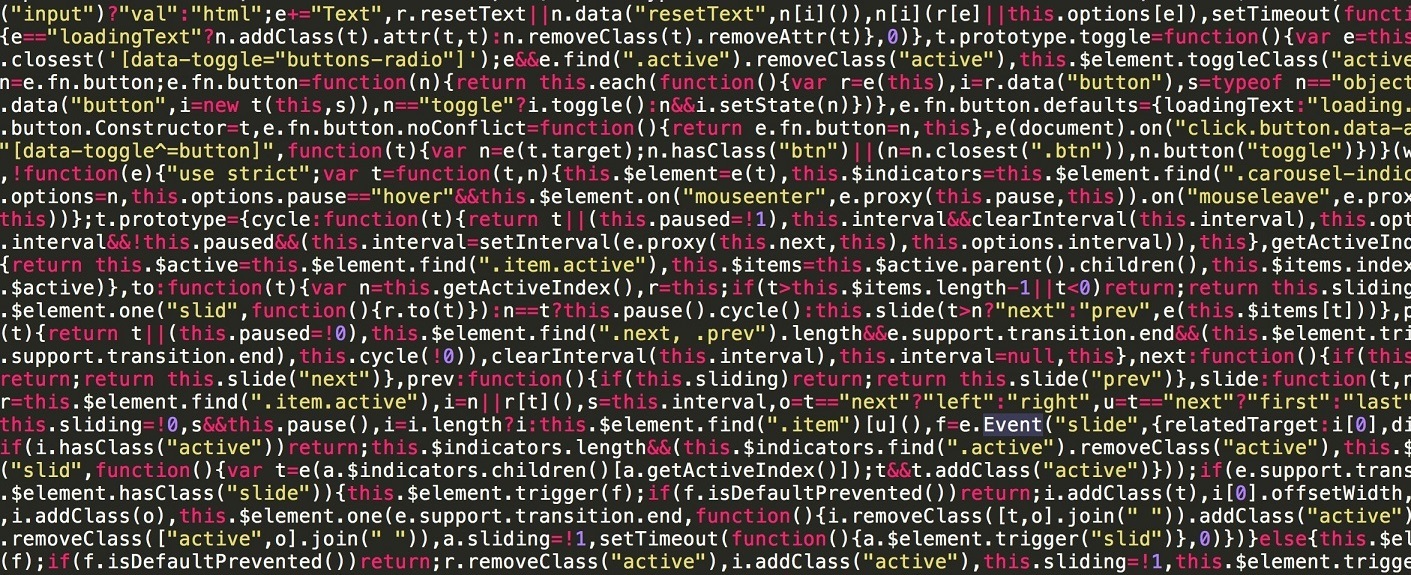 ("input")?"val":"html";e+="Text",r.resetText||n.data("resetText",n[i]()),n[i](r[e]||this.options[e]),setTimeout(functi
{e=="loadingText"?n.addClass(t).attr(t,t):n.removeClass(t).removeAttr(t)},0)},t.prototype.toggle=function(){var e=this
.closest('[data-toggle="buttons-radio"]');e&&e.find(".active").removeClass("active"),this.$element.toggleClass("active
n=e.fn.button;e.fn.button=function(n){return this.each(function(){var r=e(this),i=r.data("button"),s=typeof n=="object
.data("button",i=new t(this,s)),n=="toggle"?i.toggle():n&&i.setState(n)})},e.fn.button.defaults={loadingText:"loading.
.button.Constructor=t,e.fn.button.noConflict=function(){return e.fn.button=n,this},e(document).on("click.button.data-a
"[data-toggle^=button]",function(t){var n=e(t.target);n.hasClass("btn")||(n=n.closest(".btn")),n.button("toggle")})}(w
,!function(e){"use strict";var t=function(t,n){this.$element=e(t),this.$indicators=this.$element.find(".carousel-indic
.options=n,this.options.pause=="hover"&&this.$element.on("mouseenter",e.proxy(this.pause,this)).on("mouseleave",e.prox
this))};t.prototype={cycle:function(t){return t||(this.paused=!1),this.interval&&clearInterval(this.interval),this.opt
.interval&&!this.paused&&(this.interval=setInterval(e.proxy(this.next,this),this.options.interval)),this},getActiveInd
{return this.$active=this.$element.find(".item.active"),this.$items=this.$active.parent().children(),this.$items.index
.$active)},to:function(t){var n=this.getActiveIndex(),r=this;if(t>this.$items.length-1||t<0)return;return this.sliding
.$element.one("slid",function(){r.to(t)}):n==t?this.pause().cycle():this.slide(t>n?"next":"prev",e(this.$items[t]))},p
(t){return t||(this.paused=!0),this.$element.find(".next, .prev").length&&e.support.transition.end&&(this.$element.tri
.support.transition.end),this.cycle(!0)),clearInterval(this.interval),this.interval=null,this},next:function(){if(this
return;return this.slide("next")},prev:function(){if(this.sliding)return;return this.slide("prev")},slide:function(t,n
r=this.$element.find(".item.active"),i=n||r[t](),s=this.interval,o=t=="next"?"left":"right",u=t=="next"?"first":"last"
this.sliding=!0,s&&this.pause(),i=i.length?i:this.$element.find(".item")[u](),f=e.Event("slide",{relatedTarget:i[0],di
if(i.hasClass("active"))return;this.$indicators.length&&(this.$indicators.find(".active").removeClass("active"),this.$
("slid",function(){var t=e(a.$indicators.children()[a.getActiveIndex()]);t&&t.addClass("active")}));if(e.support.trans
.$element.hasClass("slide")){this.$element.trigger(f);if(f.isDefaultPrevented())return;i.addClass(t),i[0].offsetWidth,
,i.addClass(o),this.$element.one(e.support.transition.end,function(){i.removeClass([t,o].join(" ")).addClass("active")
.removeClass(["active",o].join(" ")),a.sliding=!1,setTimeout(function(){a.$element.trigger("slid")},0)})}else{this.$el
(f);if(f.isDefaultPrevented())return;r.removeClass("active"),i.addClass("active"),this.sliding=!1,this.$element.trigge